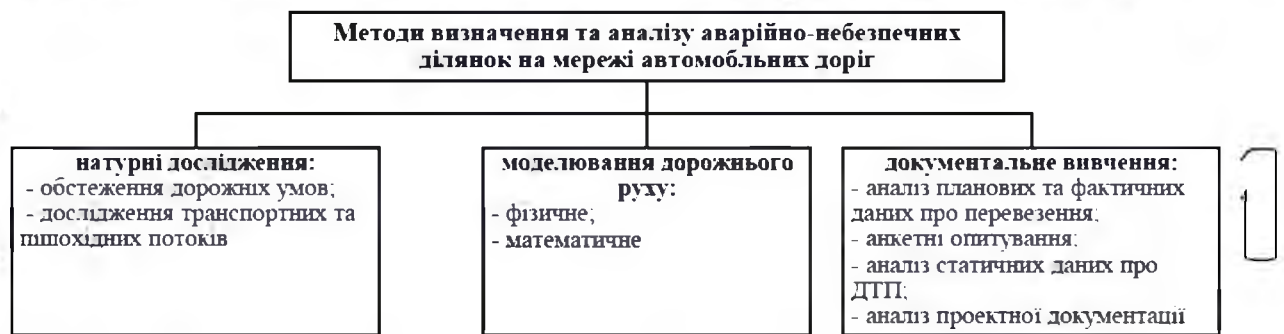 Методи визначення та аналізу аварійно-небезпечних
ділянок на мережі автомобльних доріг
натурні дослідження:
- обстеження дорожніх умов;
- дослідження транспортних та
пішохідних потоків
моделювання дорожнього
руху:
- фізичне;
- математичне
документальне вивчення:
- аналіз планових та фактичних
даних про перевезення;
- анкетні опитування;
- аналіз статичних даних про
ДТП;
- аналіз проектної документації